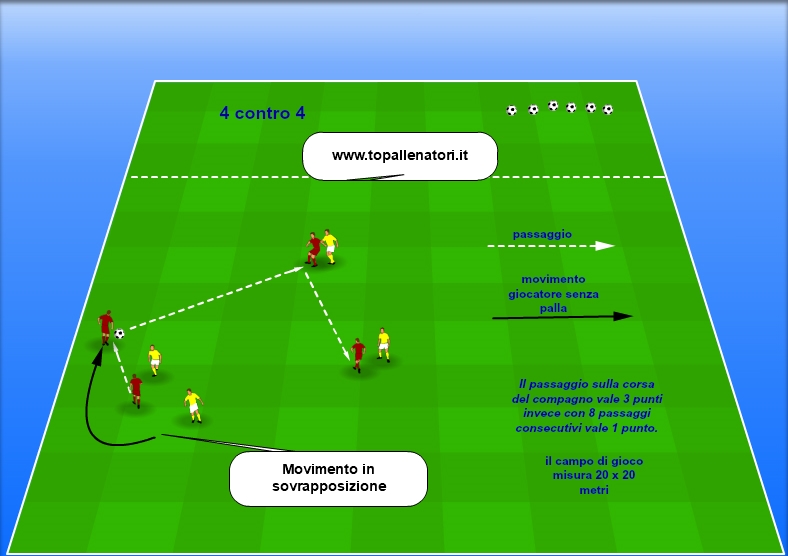 4 contro 4
www.topallenatori.it
passaggio
movimento
giocatore senza
palla
Il passaggio sulla corsa
del compagno vale 3 punti
invece con 8 passaggi
consecutivi vale 1 punto.
il campo di gioco
misura 20 x 20
metri
Movimento in
sovrapposizione